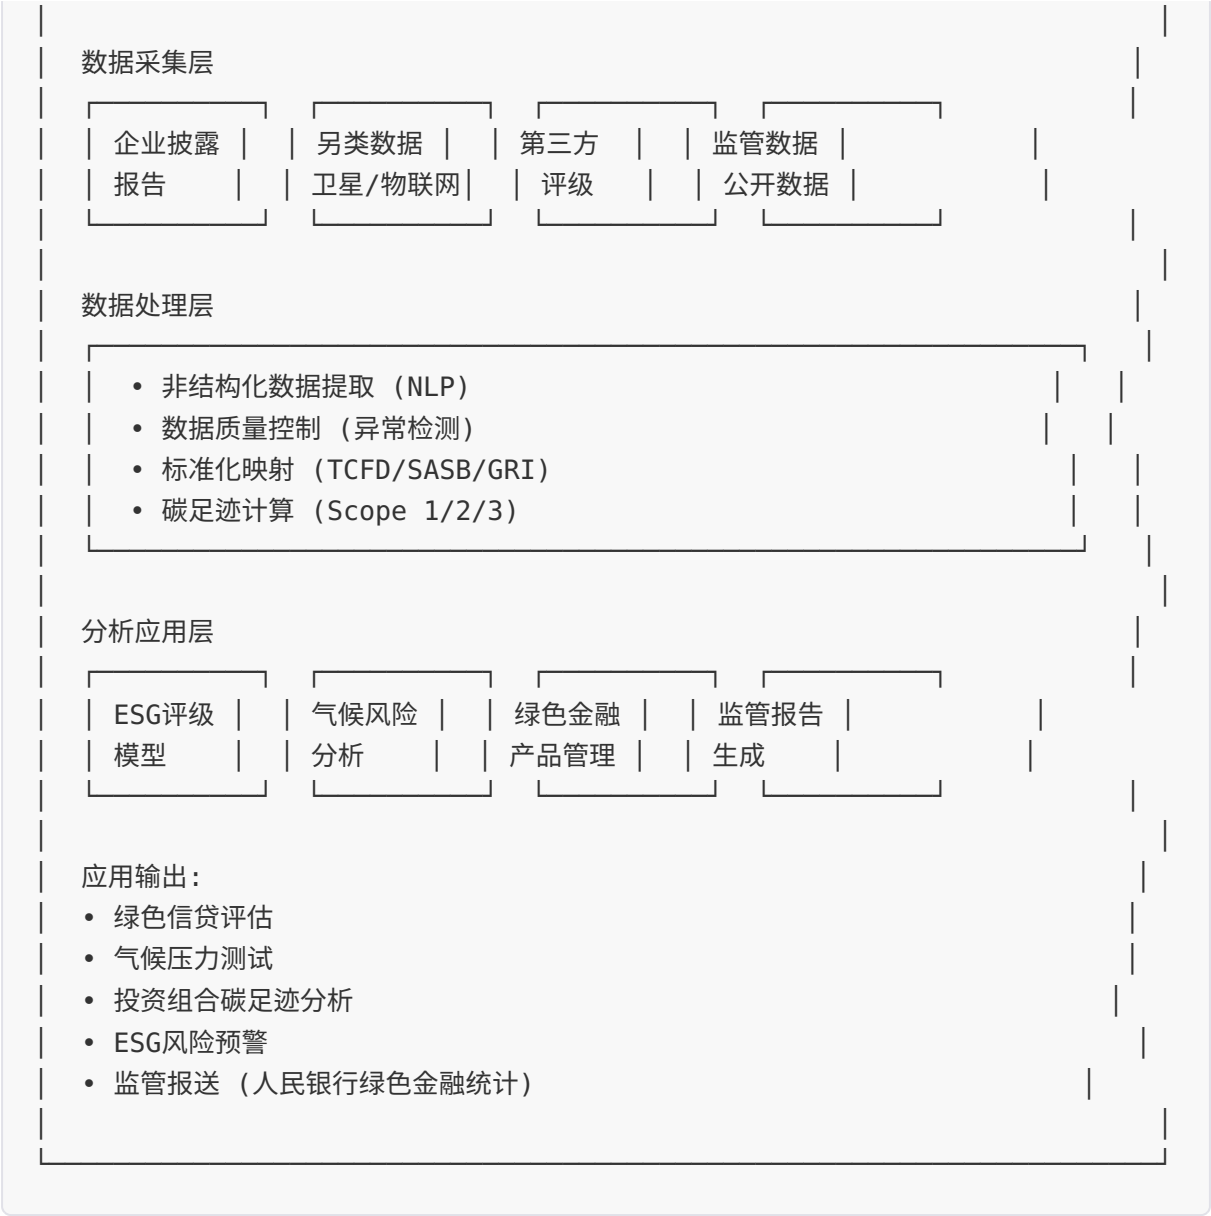 数据采集层
企业披露 另类数据 第三方 监管数据
报告 卫星/物联网 评级 公开数据
数据处理层
• 非结构化数据提取 (NLP)
• 数据质量控制 (异常检测)
• 标准化映射 (TCFD/SASB/GRI)
• 碳足迹计算 (Scope 1/2/3)
分析应用层
ESG评级 气候风险 绿色金融 监管报告
模型 分析 产品管理 生成
应用输出:
• 绿色信贷评估
• 气候压力测试
• 投资组合碳足迹分析
• ESG风险预警
• 监管报送 (人民银行绿色金融统计)